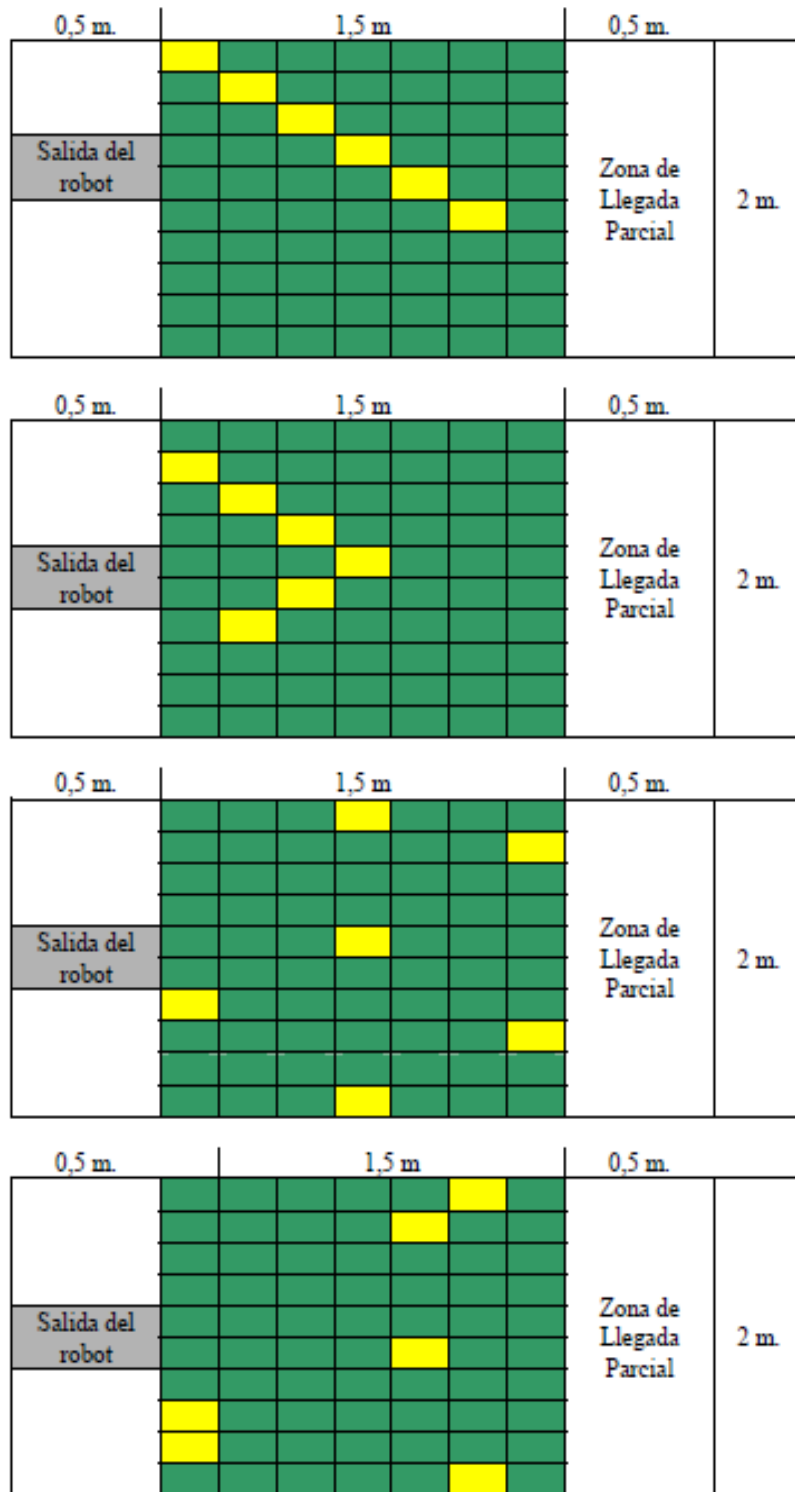 0,5 m.
1,5 m
0,5 m.
Salida del
robot
Zona de
Llegada
Parcial
2 m.
0,5 m.
1,5 m
0,5 m.
Salida del
robot
Zona de
Llegada
Parcial
2 m.
0,5 m.
1,5 m
0,5 m.
Salida del
robot
Zona de
Llegada
Parcial
2 m.
0,5 m.
1,5 m
0,5 m.
Salida del
robot
Zona de
Llegada
Parcial
2 m.